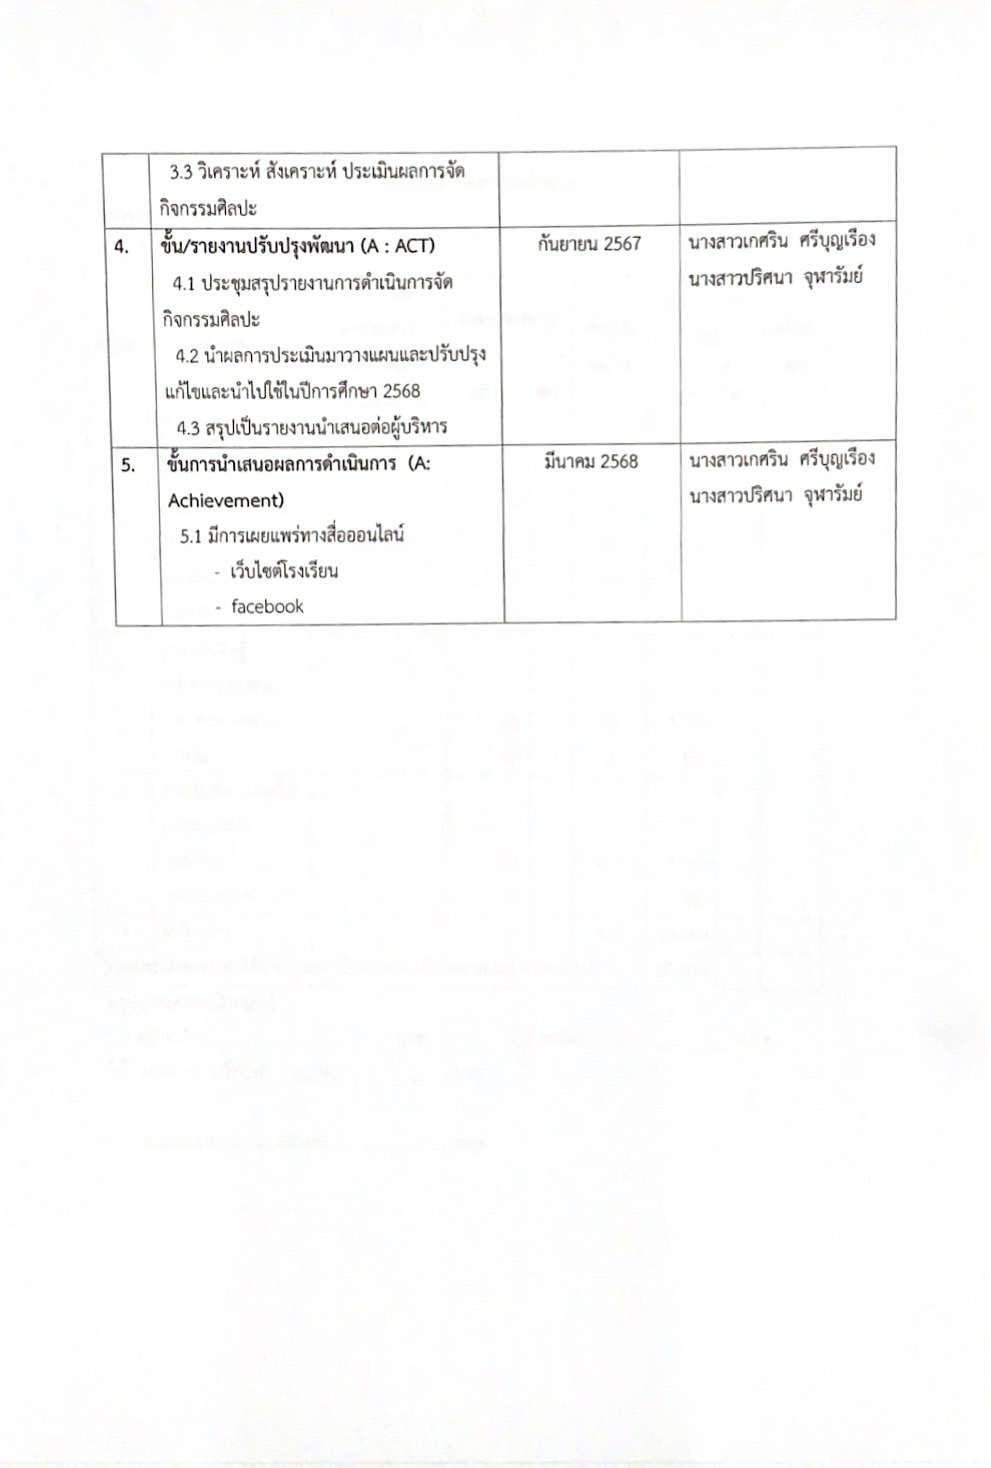 3.3 วิเคราะห์ สังเคราะห์ ประเมินผลการจัด
กิจกรรมศิลปะ
4. ขั้น/รายงานปรับปรุงพัฒนา (A : ACT) กันยายน 2567 นางสาวเกศริน ศรีบุญเรือง
4.1 ประชุมสรุปรายงานการดำเนินการจัด นางสาวปริศนา จุฬารัมย์
กิจกรรมศิลปะ
4.2 นำผลการประเมินมาวางแผนและปรับปรุง
แก้ไขและนำไปใช้ในปีการศึกษา 2568
4.3 สรุปเป็นรายงานนำเสนอต่อผู้บริหาร
5. ขั้นการนำเสนอผลการดำเนินการ (A: มีนาคม 2568 นางสาวเกศริน ศรีบุญเรือง
Achievement) นางสาวปริศนา จุฬารัมย์
5.1 มีการเผยแพร่ทางสื่อออนไลน์
- เว็บไซต์โรงเรียน
- facebook